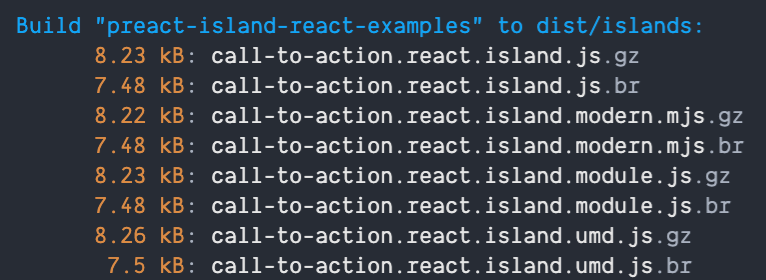 Build "preact-island-react-examples" to dist/islands:
8.23 kB: call-to-action.react.island.js.gz
7.48 kB: call-to-action.react.island.js.br
8.22 kB: call-to-action.react.island.modern.mjs.gz
7.48 kB: call-to-action.react.island.modern.mjs.br
8.23 kB: call-to-action.react.island.module.js.gz
7.48 kB: call-to-action.react.island.module.js.br
8.26 kB: call-to-action.react.island.umd.js.gz
7.5 kB: call-to-action.react.island.umd.js.br